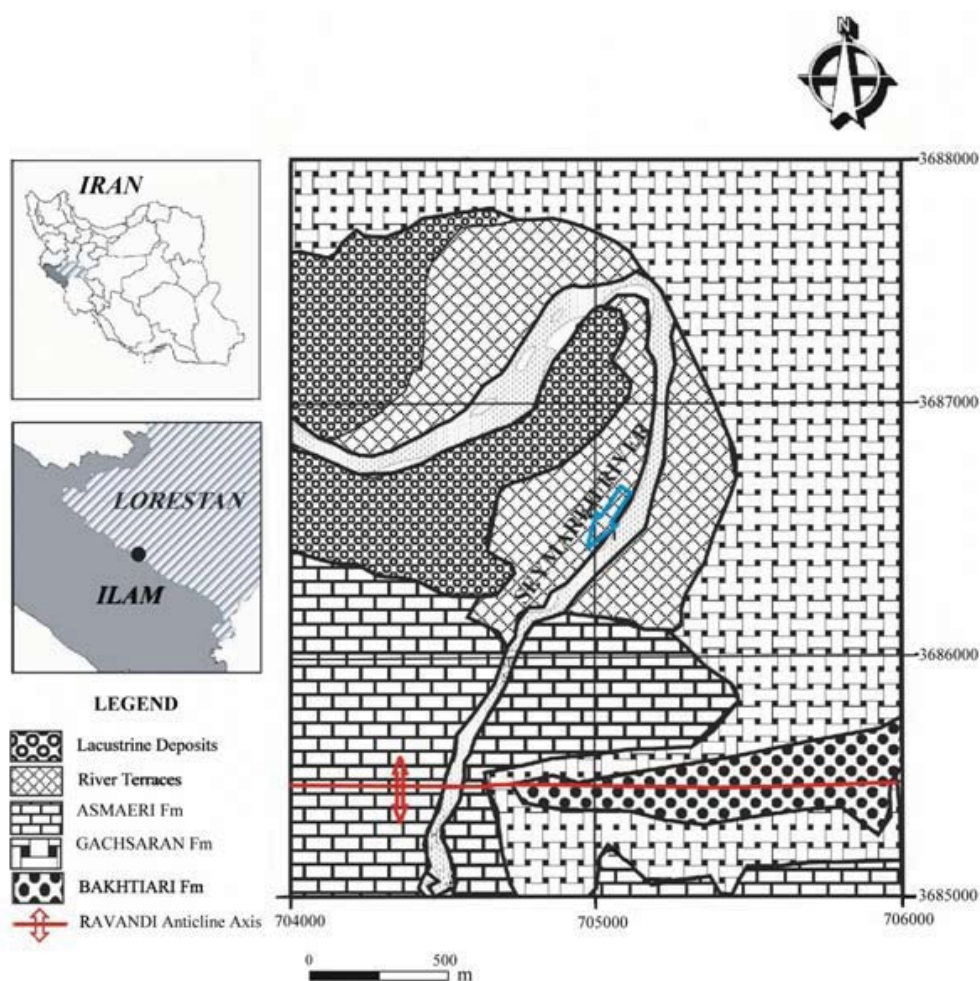 N
IRAN
3688000
3687000
LORESTAN
SEYMAREH RIVER
ILAM
3686000
LEGEND
Lacustrine Deposits
River Terraces
ASMAERI Fm
GACHSARAN Fm
BAKHTIARI Fm
RAVANDI Anticline Axis
3685000
704000
705000
706000
0
500
m